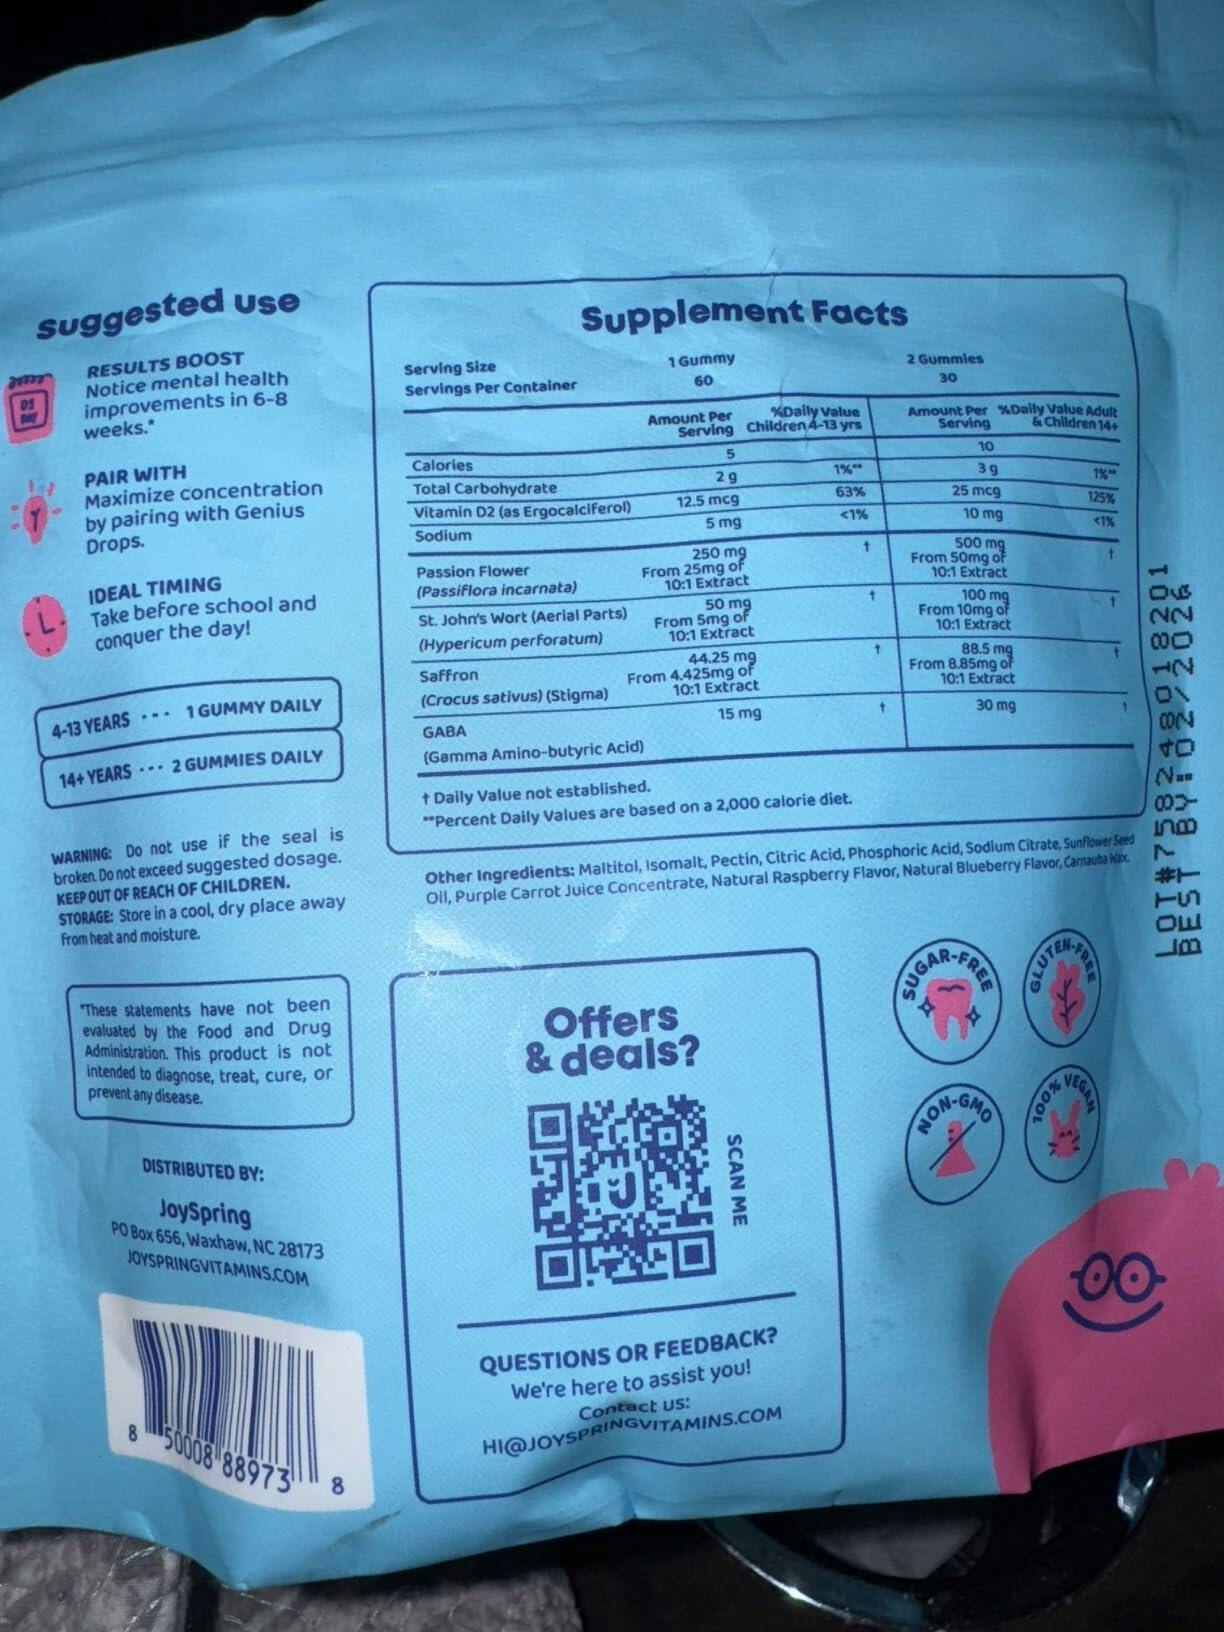 Suggested use
RESULTS BOOST
Notice mental health
improvements in 6-8
weeks.*
PAIR WITH
Maximize concentration
by pairing with Genius
Drops.
IDEAL TIMING
Take before school and
conquer the day!
4-13 YEARS --- 1 GUMMY DAILY
14+ YEARS --- 2 GUMMIES DAILY
WARNING: Do not use if the seal is
broken. Do not exceed suggested dosage.
KEEP OUT OF REACH OF CHILDREN.
STORAGE: Store in a cool, dry place away
from heat and moisture.
*These statements have not been
evaluated by the Food and Drug
Administration. This product is not
intended to diagnose, treat, cure, or
prevent any disease.
DISTRIBUTED BY:
JoySpring
PO Box 656, Waxhaw, NC 28173
JOYSPRINGVITAMINS.COM
8 50008 88973 8
Supplement Facts
Serving Size 1 Gummy 2 Gummies
Servings Per Container 60 30
Amount Per Serving %Daily Value Children 4-13 yrs Amount Per Serving %Daily Value Adult & Children 14+
Calories 5 10
Total Carbohydrate 2 g 1%** 3 g 1%**
Vitamin D2 (as Ergocalciferol) 12.5 mcg 63% 25 mcg 125%
Sodium 5 mg <1% 10 mg <1%
Passion Flower 250 mg † 500 mg †
(Passiflora incarnata) From 25mg of 10:1 Extract From 50mg of 10:1 Extract
St. John's Wort (Aerial Parts) 50 mg † 100 mg †
(Hypericum perforatum) From 5mg of 10:1 Extract From 10mg of 10:1 Extract
Saffron 44.25 mg † 88.5 mg †
(Crocus sativus) (Stigma) From 4.425mg of 10:1 Extract From 8.85mg of 10:1 Extract
GABA 15 mg † 30 mg †
(Gamma Amino-butyric Acid)
† Daily Value not established.
**Percent Daily Values are based on a 2,000 calorie diet.
Other Ingredients: Maltitol, Isomalt, Pectin, Citric Acid, Phosphoric Acid, Sodium Citrate, Sunflower Seed
Oil, Purple Carrot Juice Concentrate, Natural Raspberry Flavor, Natural Blueberry Flavor, Carnauba Wax.
Offers
& deals?
SCAN ME
QUESTIONS OR FEEDBACK?
We're here to assist you!
Contact us:
HI@JOYSPRINGVITAMINS.COM
SUGAR-FREE
GLUTEN-FREE
NON-GMO
100% VEGAN
LOT#758248018201
BEST BY:02/2026